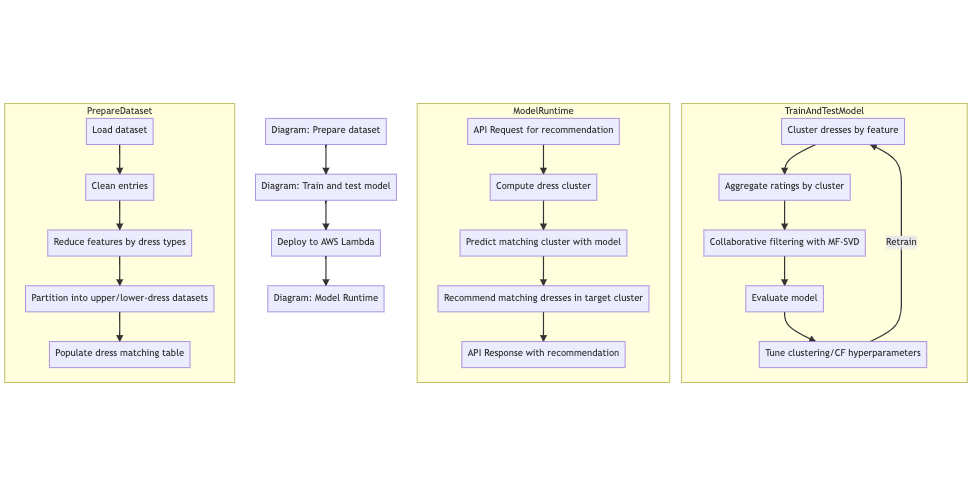 PrepareDataset
Load dataset
Clean entries
Reduce features by dress types
Partition into upper/lower-dress datasets
Populate dress matching table
Diagram: Prepare dataset
Diagram: Train and test model
Deploy to AWS Lambda
Diagram: Model Runtime
ModelRuntime
API Request for recommendation
Compute dress cluster
Predict matching cluster with model
Recommend matching dresses in target cluster
API Response with recommendation
TrainAndTestModel
Cluster dresses by feature
Aggregate ratings by cluster
Collaborative filtering with MF-SVD
Retrain
Evaluate model
Tune clustering/CF hyperparameters